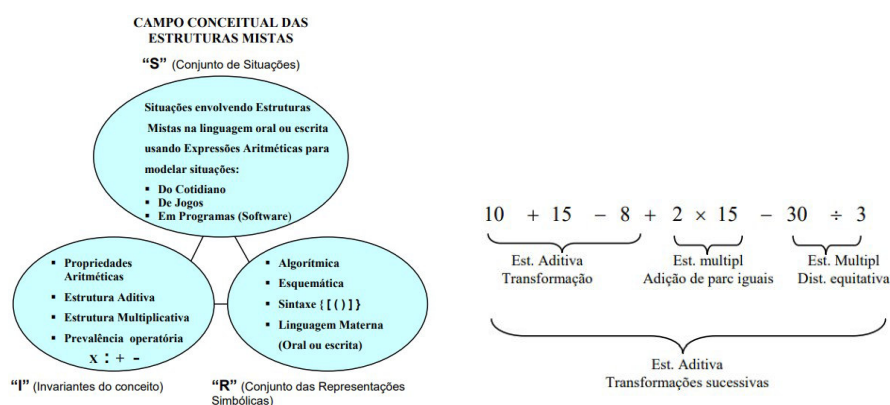 CAMPO CONCEITUAL DAS
ESTRUTURAS MISTAS
“S” (Conjunto de Situações)
Situações envolvendo Estruturas
Mistas na linguagem oral ou escrita
usando Expressões Aritméticas para
modelar situações:
▪ Do Cotidiano
▪ De Jogos
▪ Em Programas (Software)
▪ Propriedades
Aritméticas
▪ Estrutura Aditiva
▪ Estrutura Multiplicativa
▪ Prevalência operatória
x : + -
▪ Algorítmica
▪ Esquemática
▪ Sintaxe { [ ( ) ] }
▪ Linguagem Materna
(Oral ou escrita)
“I” (Invariantes do conceito)
“R” (Conjunto das Representações
Simbólicas)
10 + 15 − 8 + 2 × 15 − 30 ÷ 3
Est. Aditiva
Transformação
Est. multipl
Adição de parc iguais
Est. Multipl
Dist. equitativa
Est. Aditiva
Transformações sucessivas